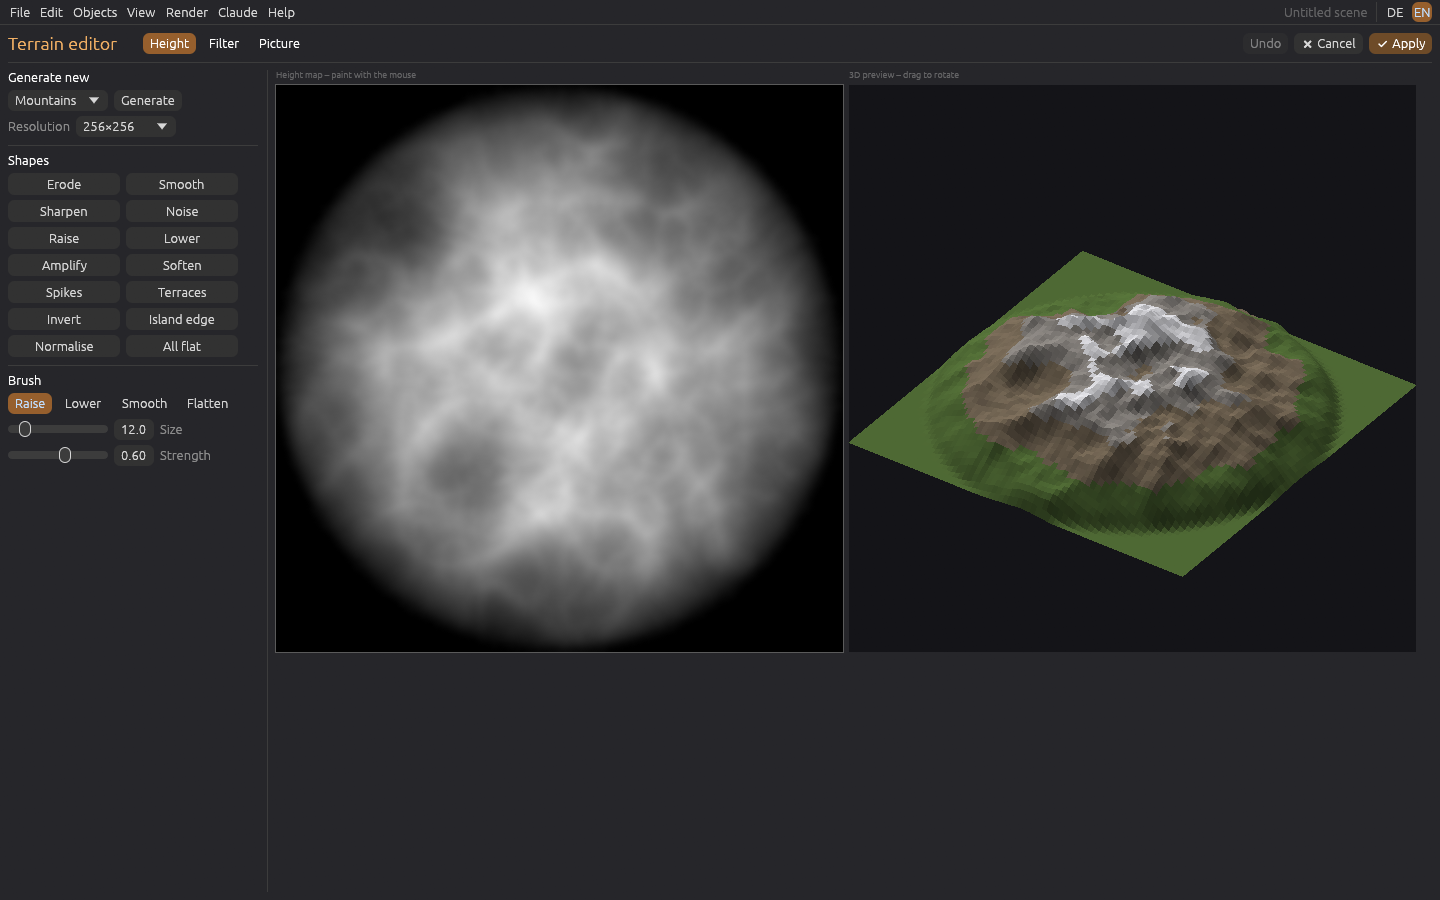 File Edit Objects View Render Claude Help Untitled scene DE EN
Terrain editor Height Filter Picture Undo Cancel Apply
Generate new
Mountains Generate
Resolution 256×256
Shapes
Erode Smooth
Sharpen Noise
Raise Lower
Amplify Soften
Spikes Terraces
Invert Island edge
Normalise All flat
Brush
Raise Lower Smooth Flatten
12.0 Size
0.60 Strength
Height map – paint with the mouse
3D preview – drag to rotate